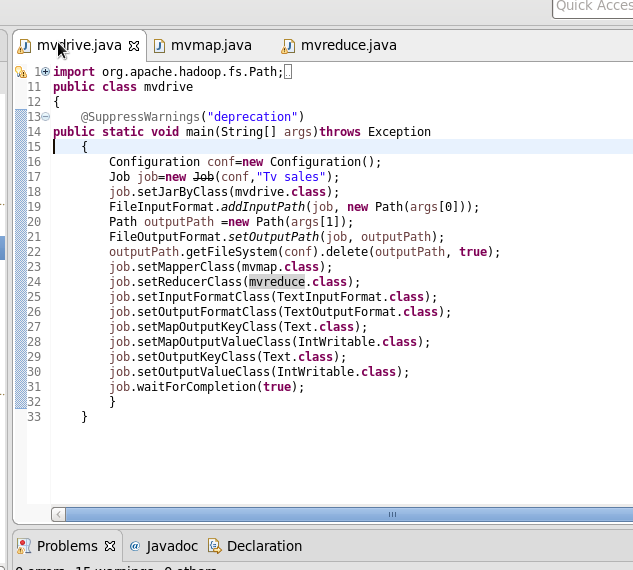 Quick Acces
mvdrive.java mvmap.java mvreduce.java
1 import org.apache.hadoop.fs.Path;
11 public class mvdrive
12 {
13 @SuppressWarnings("deprecation")
14 public static void main(String[] args)throws Exception
15 {
16 Configuration conf=new Configuration();
17 Job job=new Job(conf,"Tv sales");
18 job.setJarByClass(mvdrive.class);
19 FileInputFormat.addInputPath(job, new Path(args[0]));
20 Path outputPath =new Path(args[1]);
21 FileOutputFormat.setOutputPath(job, outputPath);
22 outputPath.getFileSystem(conf).delete(outputPath, true);
23 job.setMapperClass(mvmap.class);
24 job.setReducerClass(mvreduce.class);
25 job.setInputFormatClass(TextInputFormat.class);
26 job.setOutputFormatClass(TextOutputFormat.class);
27 job.setMapOutputKeyClass(Text.class);
28 job.setMapOutputValueClass(IntWritable.class);
29 job.setOutputKeyClass(Text.class);
30 job.setOutputValueClass(IntWritable.class);
31 job.waitForCompletion(true);
32 }
33 }
Problems @ Javadoc Declaration
0 errors, 15 warnings, 0 others